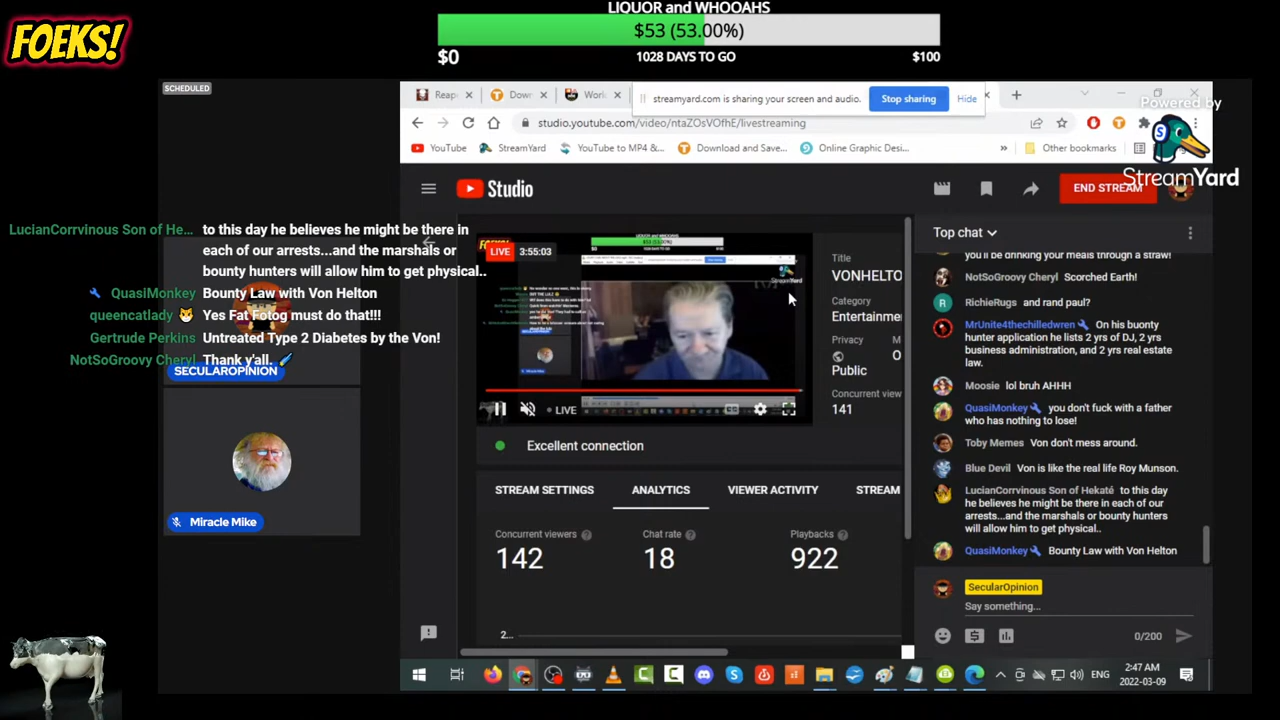 FOEKS!
LIQUOR and WHOOAHS
$53 (53.00%)
$0
1028 DAYS TO GO
$100
SCHEDULED
Reap
Dow
World
streamyard.com is sharing your screen and audio.
Stop sharing
Hide
Powered by
StreamYard
studio.youtube.com/video/ntaZOsVOfhE/livestreaming
YouTube
StreamYard
YouTube to MP4 &...
Download and Save...
Online Graphic Desi...
»
Other bookmarks
Studio
END STREAM
LucianCorrvinous Son of He... to this day he believes he might be there in
each of our arrests...and the marshals or
bounty hunters will allow him to get physical..
QuasiMonkey Bounty Law with Von Helton
queencatlady Yes Fat Fotog must do that!!!
Gertrude Perkins Untreated Type 2 Diabetes by the Von!
NotSoGroovy Cheryl Thank y'all.
SECULAROPINION
Miracle Mike
LIVE
3:55:03
StreamYard
Miracle Mike
LIVE
Title
VONHELTO
Category
Entertainme
Privacy
M
Public
O
Concurrent view
141
Excellent connection
STREAM SETTINGS
ANALYTICS
VIEWER ACTIVITY
STREAM
Concurrent viewers
142
Chat rate
18
Playbacks
922
2...
Top chat
you'll be drinking your meals through a straw!
NotSoGroovy Cheryl Scorched Earth!
R
RichieRugs and rand paul?
MrUnite4thechilledwren On his buonty
hunter application he lists 2 yrs of DJ, 2 yrs
business administration, and 2 yrs real estate
law.
Moosie lol bruh AHHH
QuasiMonkey you don't fuck with a father
who has nothing to lose!
Toby Memes Von don't mess around.
Blue Devil Von is like the real life Roy Munson.
LucianCorrvinous Son of Hekaté to this day
he believes he might be there in each of our
arrests...and the marshals or bounty hunters
will allow him to get physical..
QuasiMonkey Bounty Law with Von Helton
SecularOpinion
Say something...
0/200
ENG
2:47 AM
2022-03-09